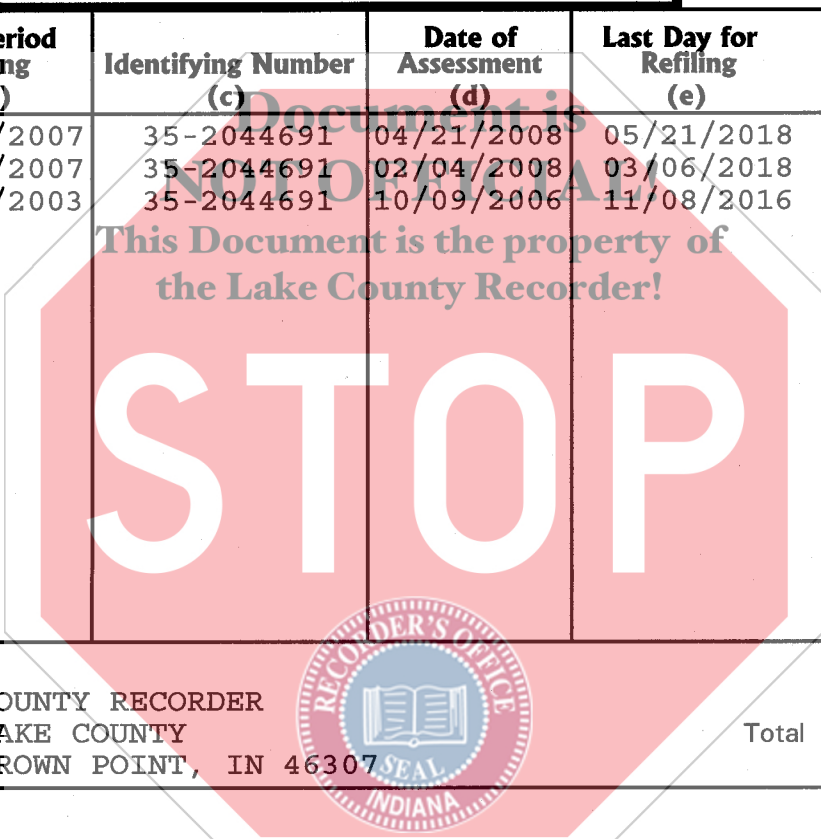 eriod
ng Identifying Number Date of Assessment Last Day for Refiling
) (c) (d) (e)
/2007 35-2044691 04/21/2008 05/21/2018
/2007 35-2044691 02/04/2008 03/06/2018
/2003 35-2044691 10/09/2006 11/08/2016
Document is
NOT OFFICIAL!
This Document is the property of
the Lake County Recorder!
STOP
OUNTY RECORDER
AKE COUNTY
ROWN POINT, IN 46307
Total
RECORDER'S OFFICE
SEAL
INDIANA